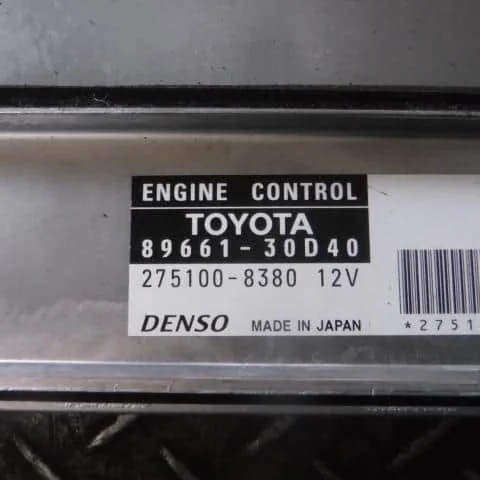 ENGINE CONTROL
TOYOTA
89661-30D40
275100-8380 12V
DENSO MADE IN JAPAN
*2751